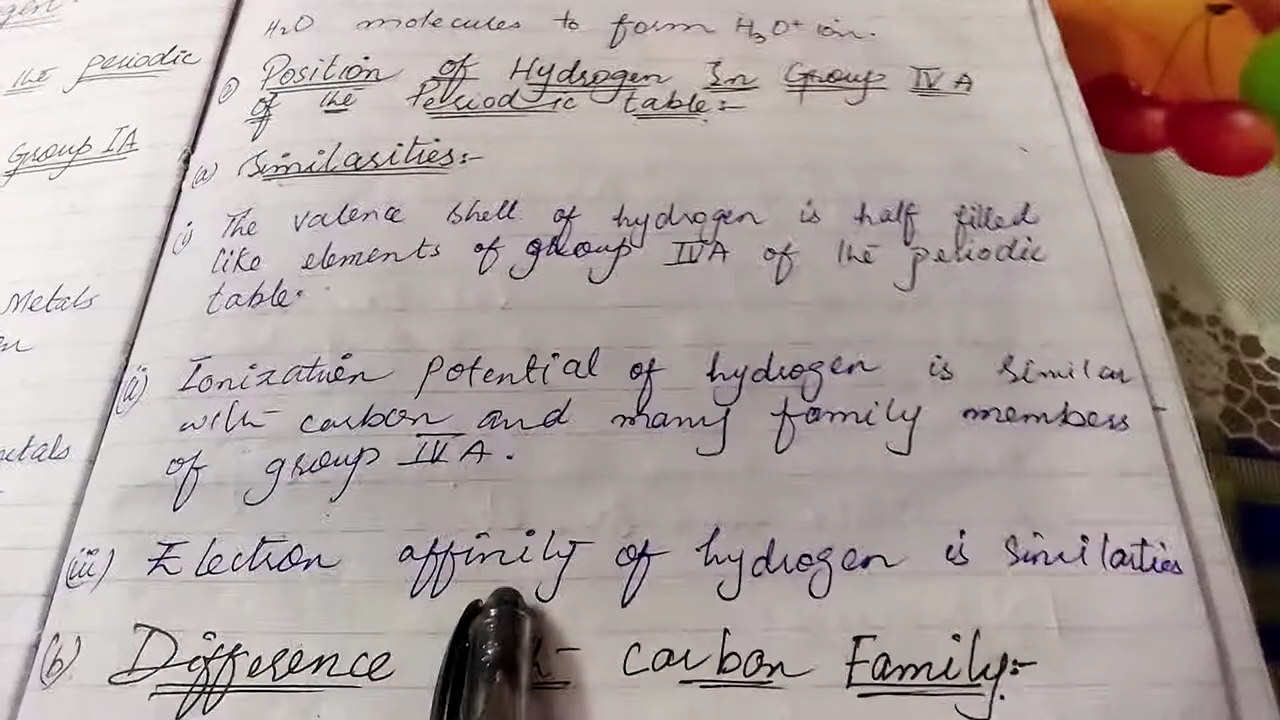 the periodic
Group IA
Metals
H2O molecules to form H3O+ ion.
② Position of Hydrogen In Group IVA
of the Periodic table:-
(a) Similarities:-
(i) The valence shell of hydrogen is half filled
like elements of group IVA of the periodic
table.
(ii) Ionization potential of hydrogen is similar
with carbon and many family members
of group IVA.
(iii) Electron affinity of hydrogen is similarties
(b) Difference carbon Family:-